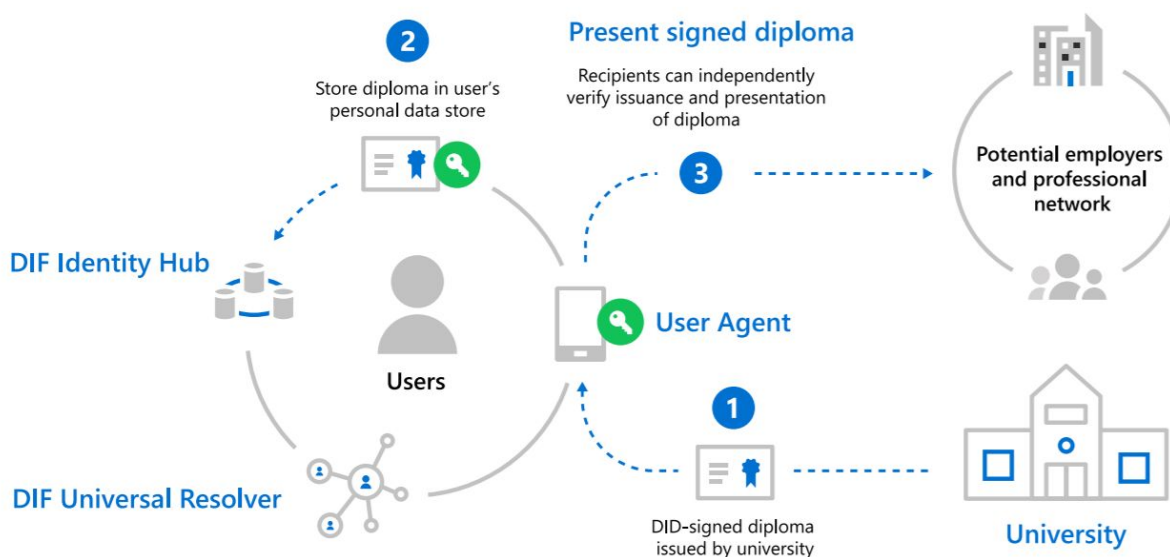 2
Store diploma in user's
personal data store
Present signed diploma
Recipients can independently
verify issuance and presentation
of diploma
3
Potential employers
and professional
network
DIF Identity Hub
Users
User Agent
1
DID-signed diploma
issued by university
DIF Universal Resolver
University